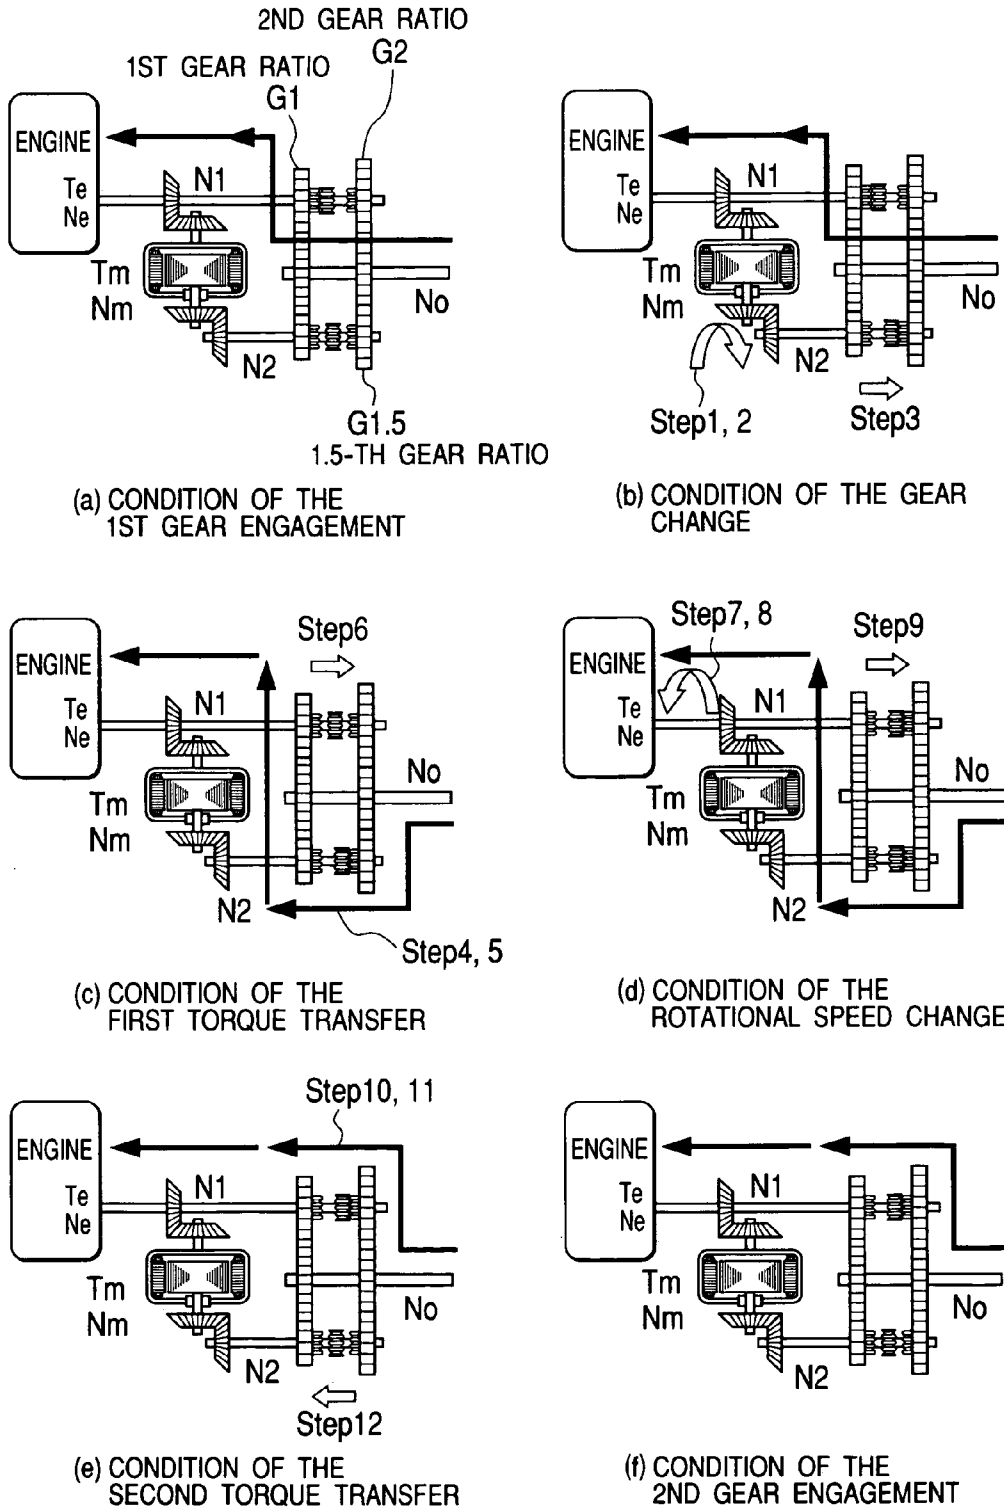 2ND GEAR RATIO
G2
1ST GEAR RATIO
G1
ENGINE
Te
Ne
N1
Tm
Nm
No
N2
G1.5
1.5-TH GEAR RATIO
(a) CONDITION OF THE
1ST GEAR ENGAGEMENT
ENGINE
Te
Ne
N1
Tm
Nm
No
N2
Step1, 2
Step3
(b) CONDITION OF THE GEAR
CHANGE
Step6
ENGINE
Te
Ne
N1
No
Tm
Nm
N2
Step4, 5
(c) CONDITION OF THE
FIRST TORQUE TRANSFER
Step7, 8
Step9
ENGINE
Te
Ne
N1
No
Tm
Nm
N2
(d) CONDITION OF THE
ROTATIONAL SPEED CHANGE
Step10, 11
ENGINE
Te
Ne
N1
Tm
Nm
No
N2
Step12
(e) CONDITION OF THE
SECOND TORQUE TRANSFER
ENGINE
Te
Ne
N1
Tm
Nm
No
N2
(f) CONDITION OF THE
2ND GEAR ENGAGEMENT